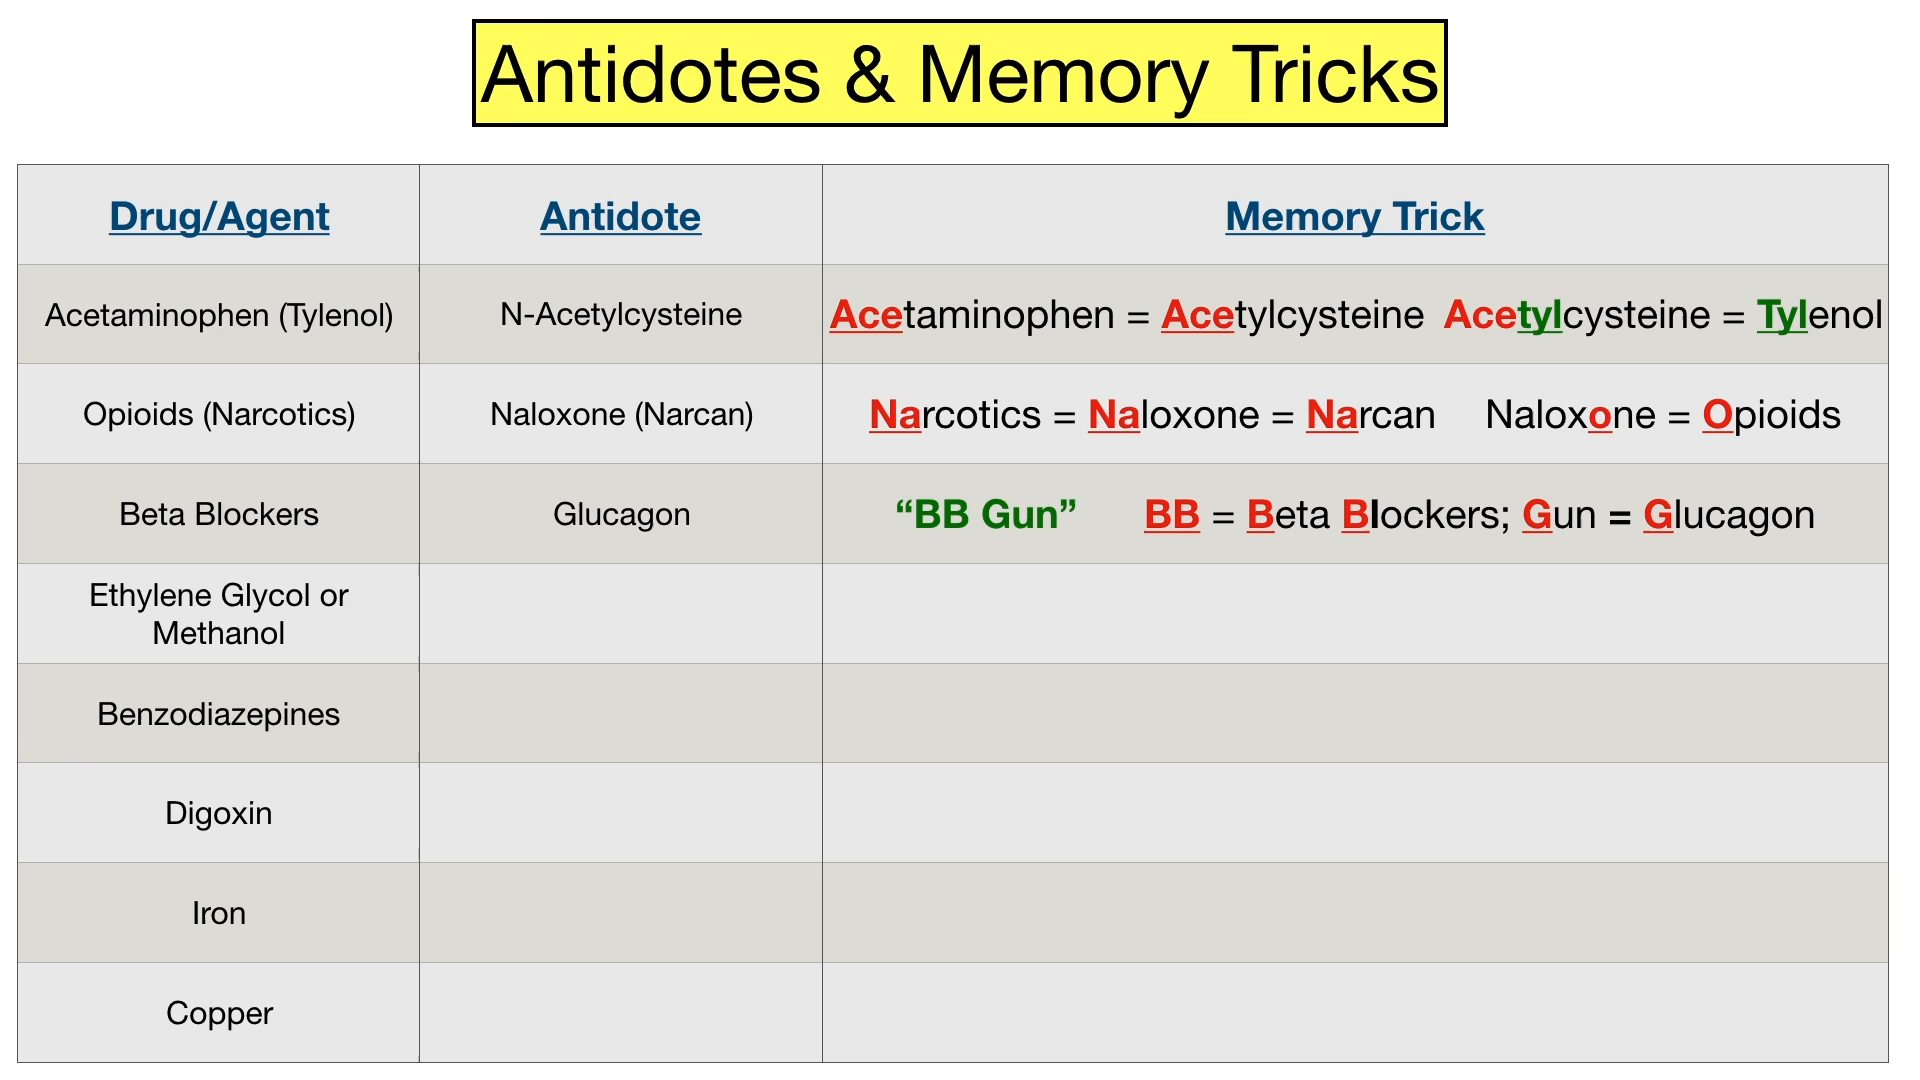 Antidotes & Memory Tricks
Drug/Agent Antidote Memory Trick
Acetaminophen (Tylenol) N-Acetylcysteine Acetaminophen = Acetylcysteine Acetylcysteine = Tylenol
Opioids (Narcotics) Naloxone (Narcan) Narcotics = Naloxone = Narcan Naloxone = Opioids
Beta Blockers Glucagon “BB Gun” BB = Beta Blockers; Gun = Glucagon
Ethylene Glycol or
Methanol
Benzodiazepines
Digoxin
Iron
Copper